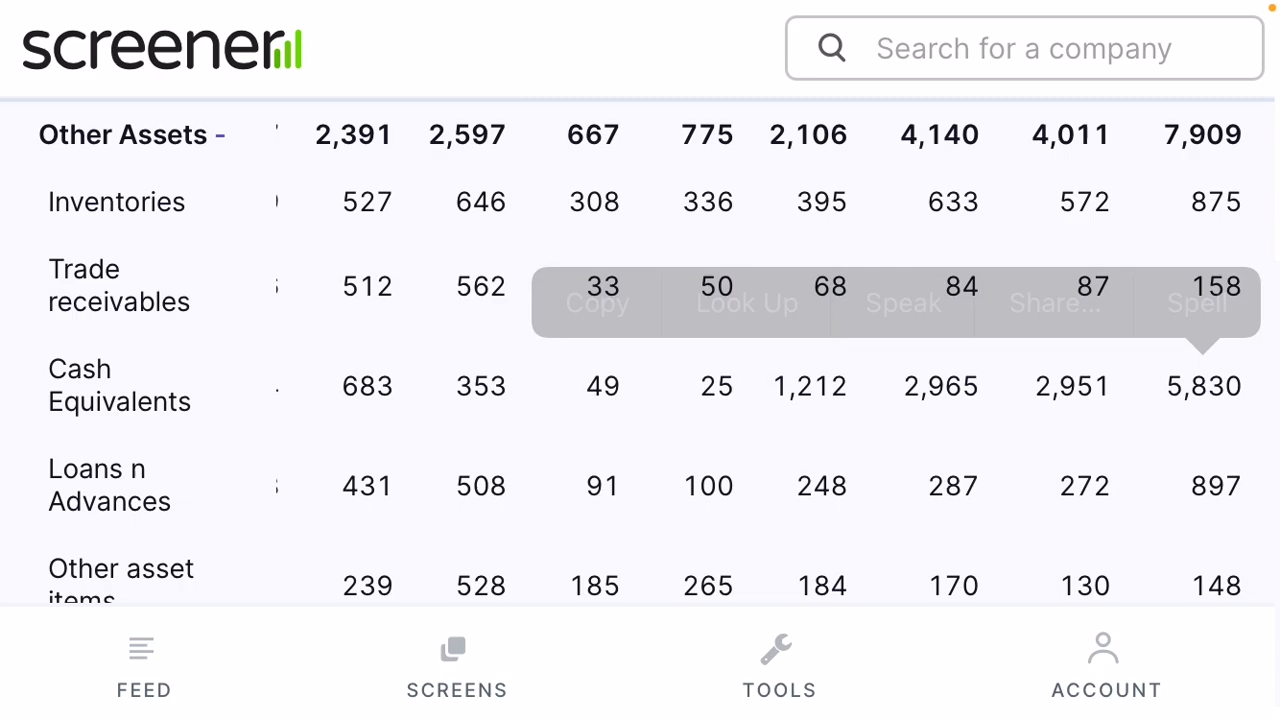 screener
Search for a company
Other Assets - 2,391 2,597 667 775 2,106 4,140 4,011 7,909
Inventories 527 646 308 336 395 633 572 875
Trade
receivables 512 562 33 50 68 84 87 158
Copy Look Up Speak Share... Spell
Cash
Equivalents 683 353 49 25 1,212 2,965 2,951 5,830
Loans n
Advances 431 508 91 100 248 287 272 897
Other asset
items 239 528 185 265 184 170 130 148
FEED SCREENS TOOLS ACCOUNT